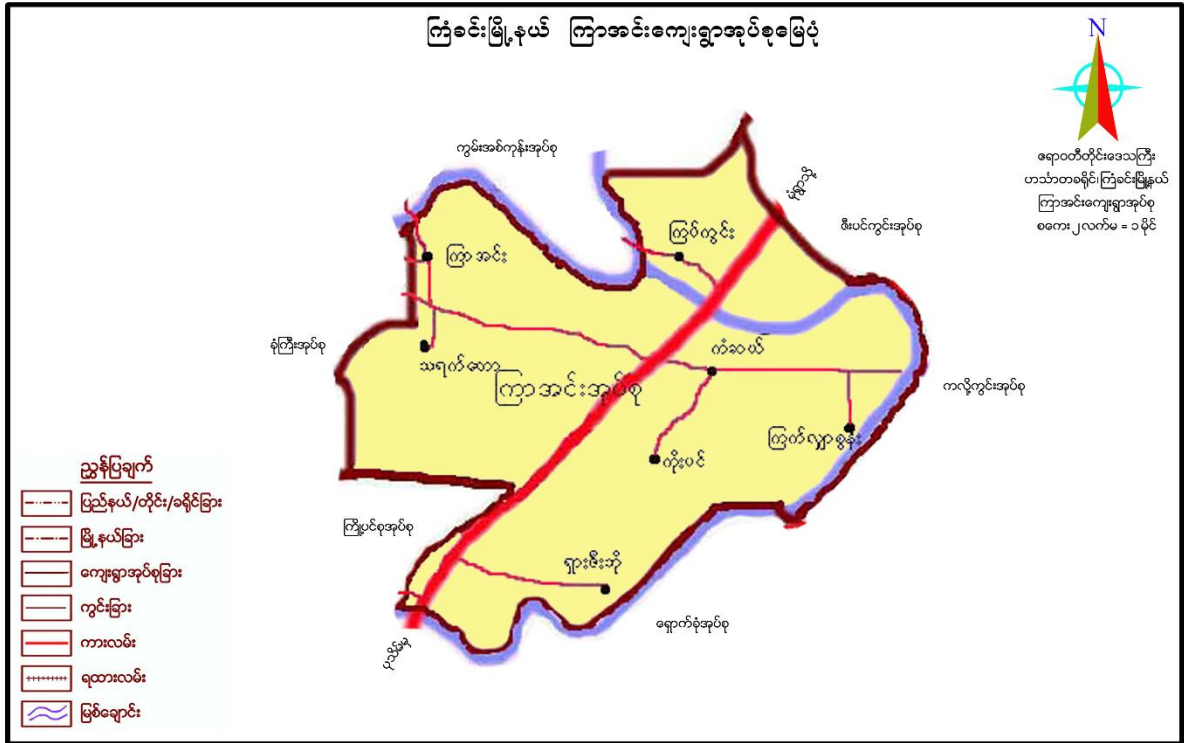 ကြံခင်းမြို့နယ် ကြာအင်းကျေးရွာအုပ်စုမြေပုံ
N
ဧရာဝတီတိုင်းဒေသကြီး
ဟင်္သာတခရိုင်၊ကြံခင်းမြို့နယ်
ကြာအင်းကျေးရွာအုပ်စု
စကေး၂လက်မ = ၁မိုင်
ကွမ်းအစ်ကုန်းအုပ်စု
မုံရွာသို့
ဇီးပင်ကွင်းအုပ်စု
ကြာအင်း
ကြပ်ကွင်း
ခုံကြီးအုပ်စု
သရက်တော
ကံဆယ်
ကြာအင်းအုပ်စု
ကလို့ကွင်းအုပ်စု
ကြက်လျှာစွန်း
ကိုးပင်
ကြို့ပင်စုအုပ်စု
ရှားဇီးဘို
ရှောက်ခုံအုပ်စု
ပုသိမ်မှ
ညွှန်ပြချက်
ပြည်နယ်/တိုင်း/ခရိုင်ခြား
မြို့နယ်ခြား
ကျေးရွာအုပ်စုခြား
ကွင်းခြား
ကားလမ်း
ရထားလမ်း
မြစ်ချောင်း